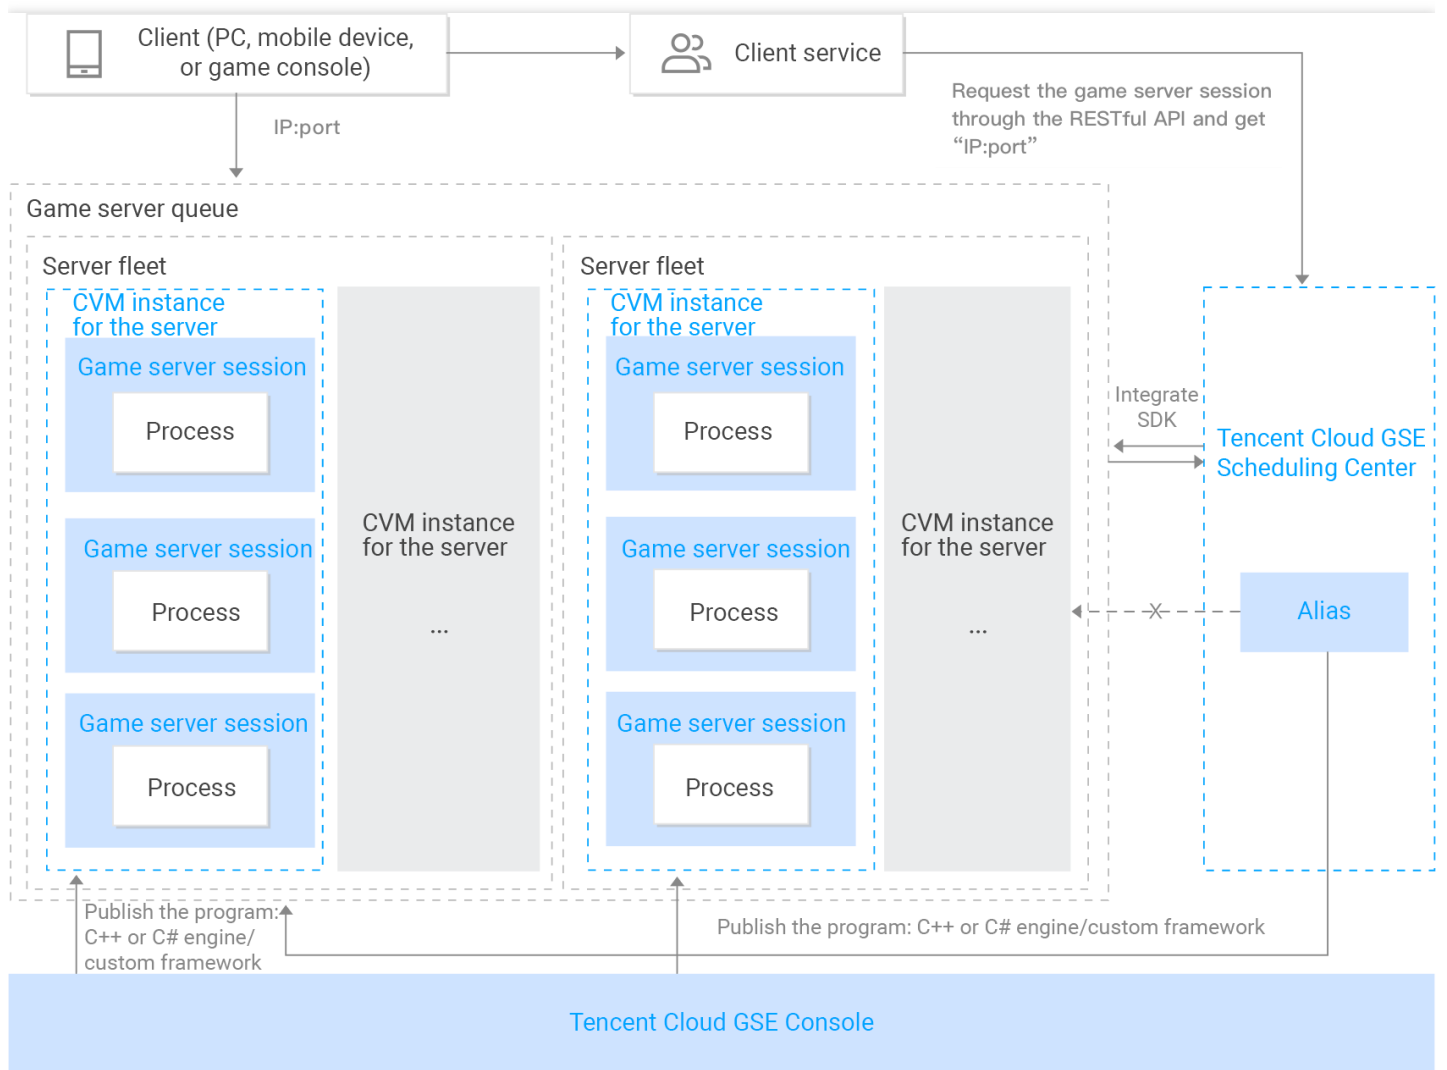 Client (PC, mobile device,
or game console)
Client service
IP:port
Request the game server session
through the RESTful API and get
“IP:port”
Game server queue
Server fleet
CVM instance
for the server
Game server session
Process
Game server session
Process
Game server session
Process
CVM instance
for the server
...
Server fleet
CVM instance
for the server
Game server session
Process
Game server session
Process
Game server session
Process
CVM instance
for the server
...
Integrate
SDK
Tencent Cloud GSE
Scheduling Center
Alias
Publish the program:
C++ or C# engine/
custom framework
Publish the program: C++ or C# engine/custom framework
Tencent Cloud GSE Console